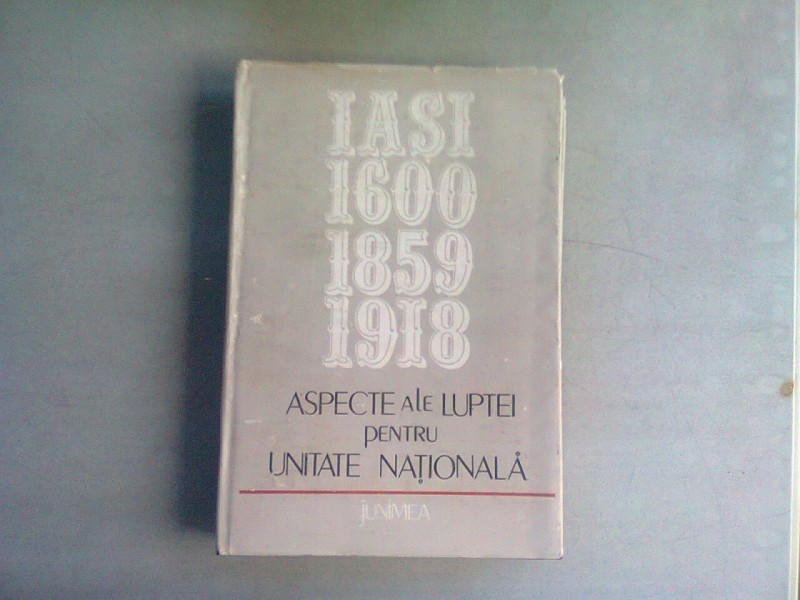 IAȘI
1600
1859
1918
ASPECTE ALE LUPTEI
PENTRU
UNITATE NAȚIONALĂ
JUNIMEA